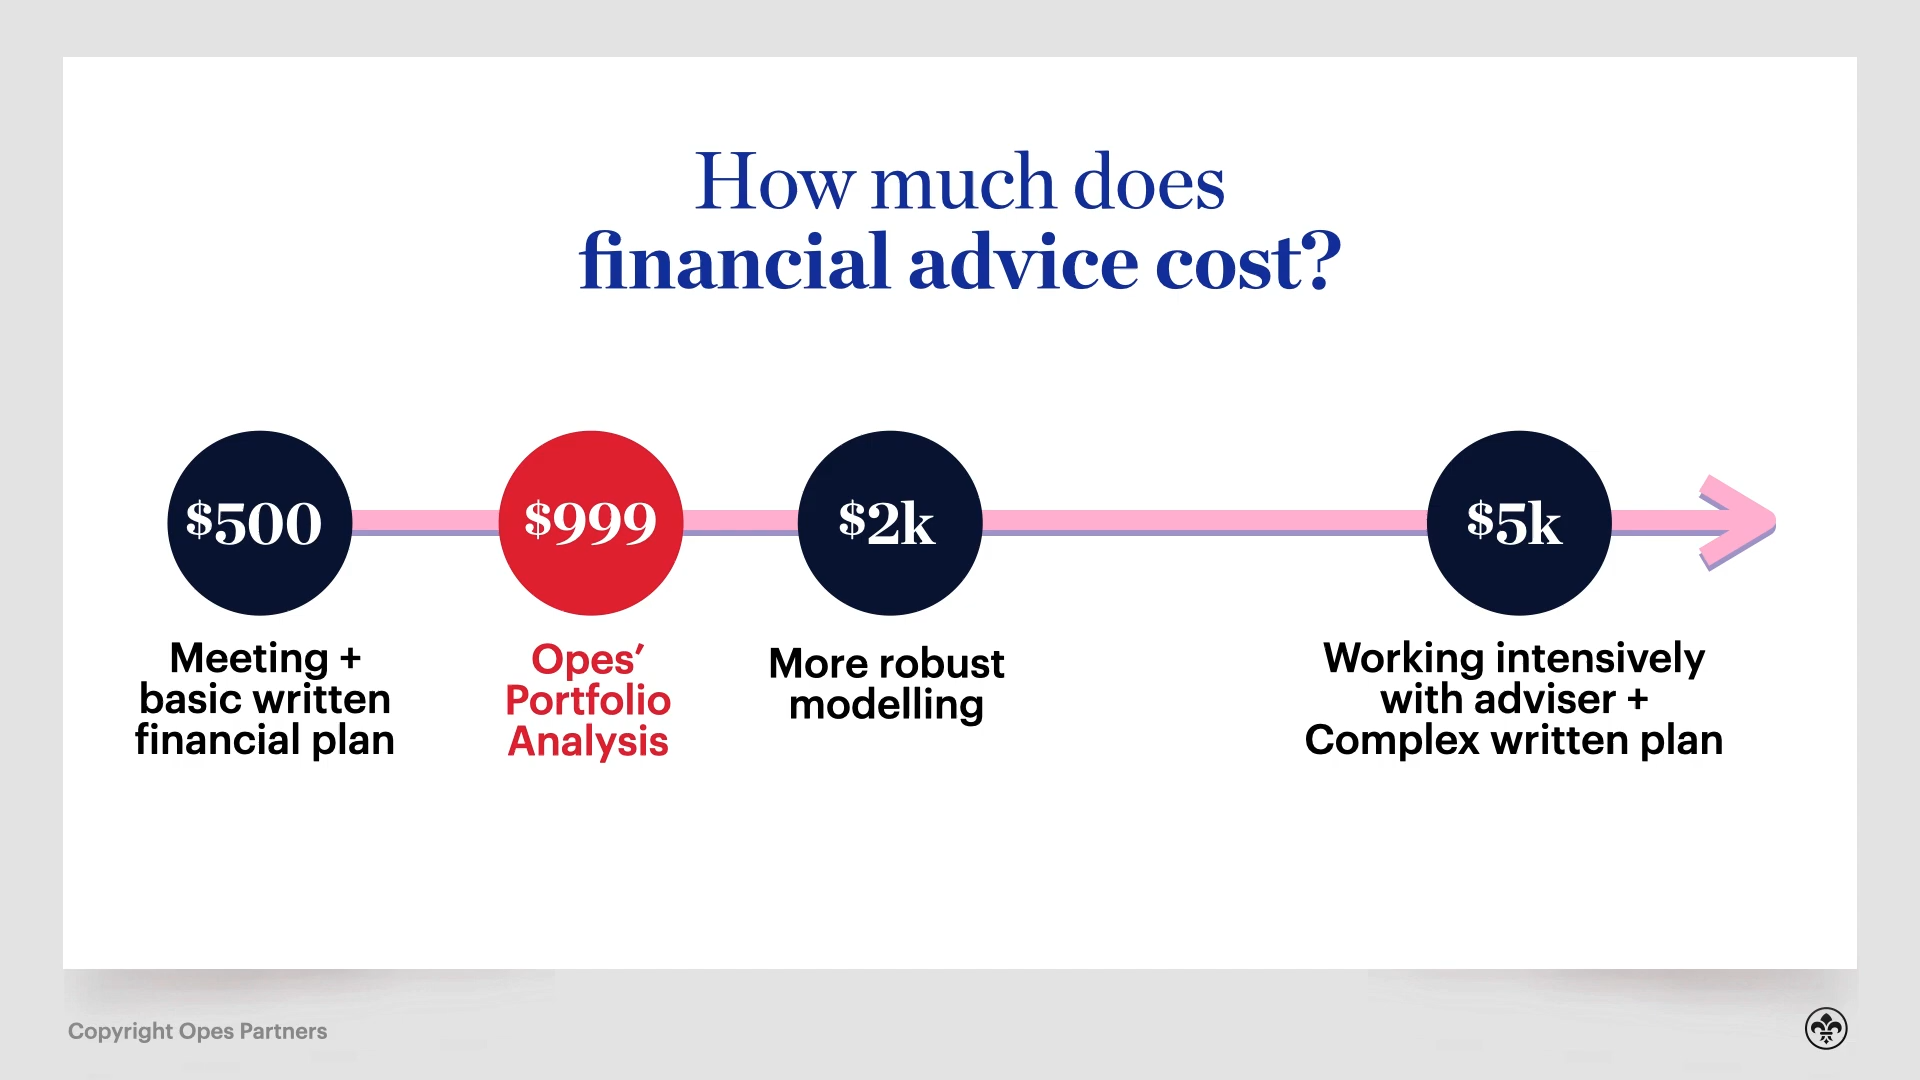 How much does
financial advice cost?
$500
$999
$2k
$5k
Meeting +
basic written
financial plan
Opes’
Portfolio
Analysis
More robust
modelling
Working intensively
with adviser +
Complex written plan
Copyright Opes Partners